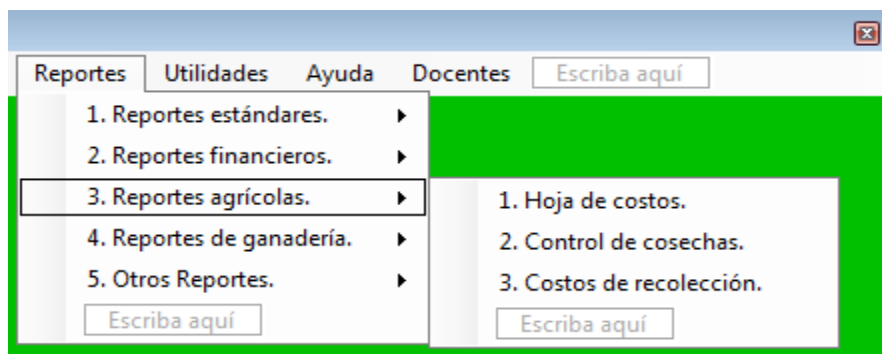 Reportes Utilidades Ayuda Docentes Escriba aquí
1. Reportes estándares.
2. Reportes financieros.
3. Reportes agrícolas.
4. Reportes de ganadería.
5. Otros Reportes.
Escriba aquí
1. Hoja de costos.
2. Control de cosechas.
3. Costos de recolección.
Escriba aquí